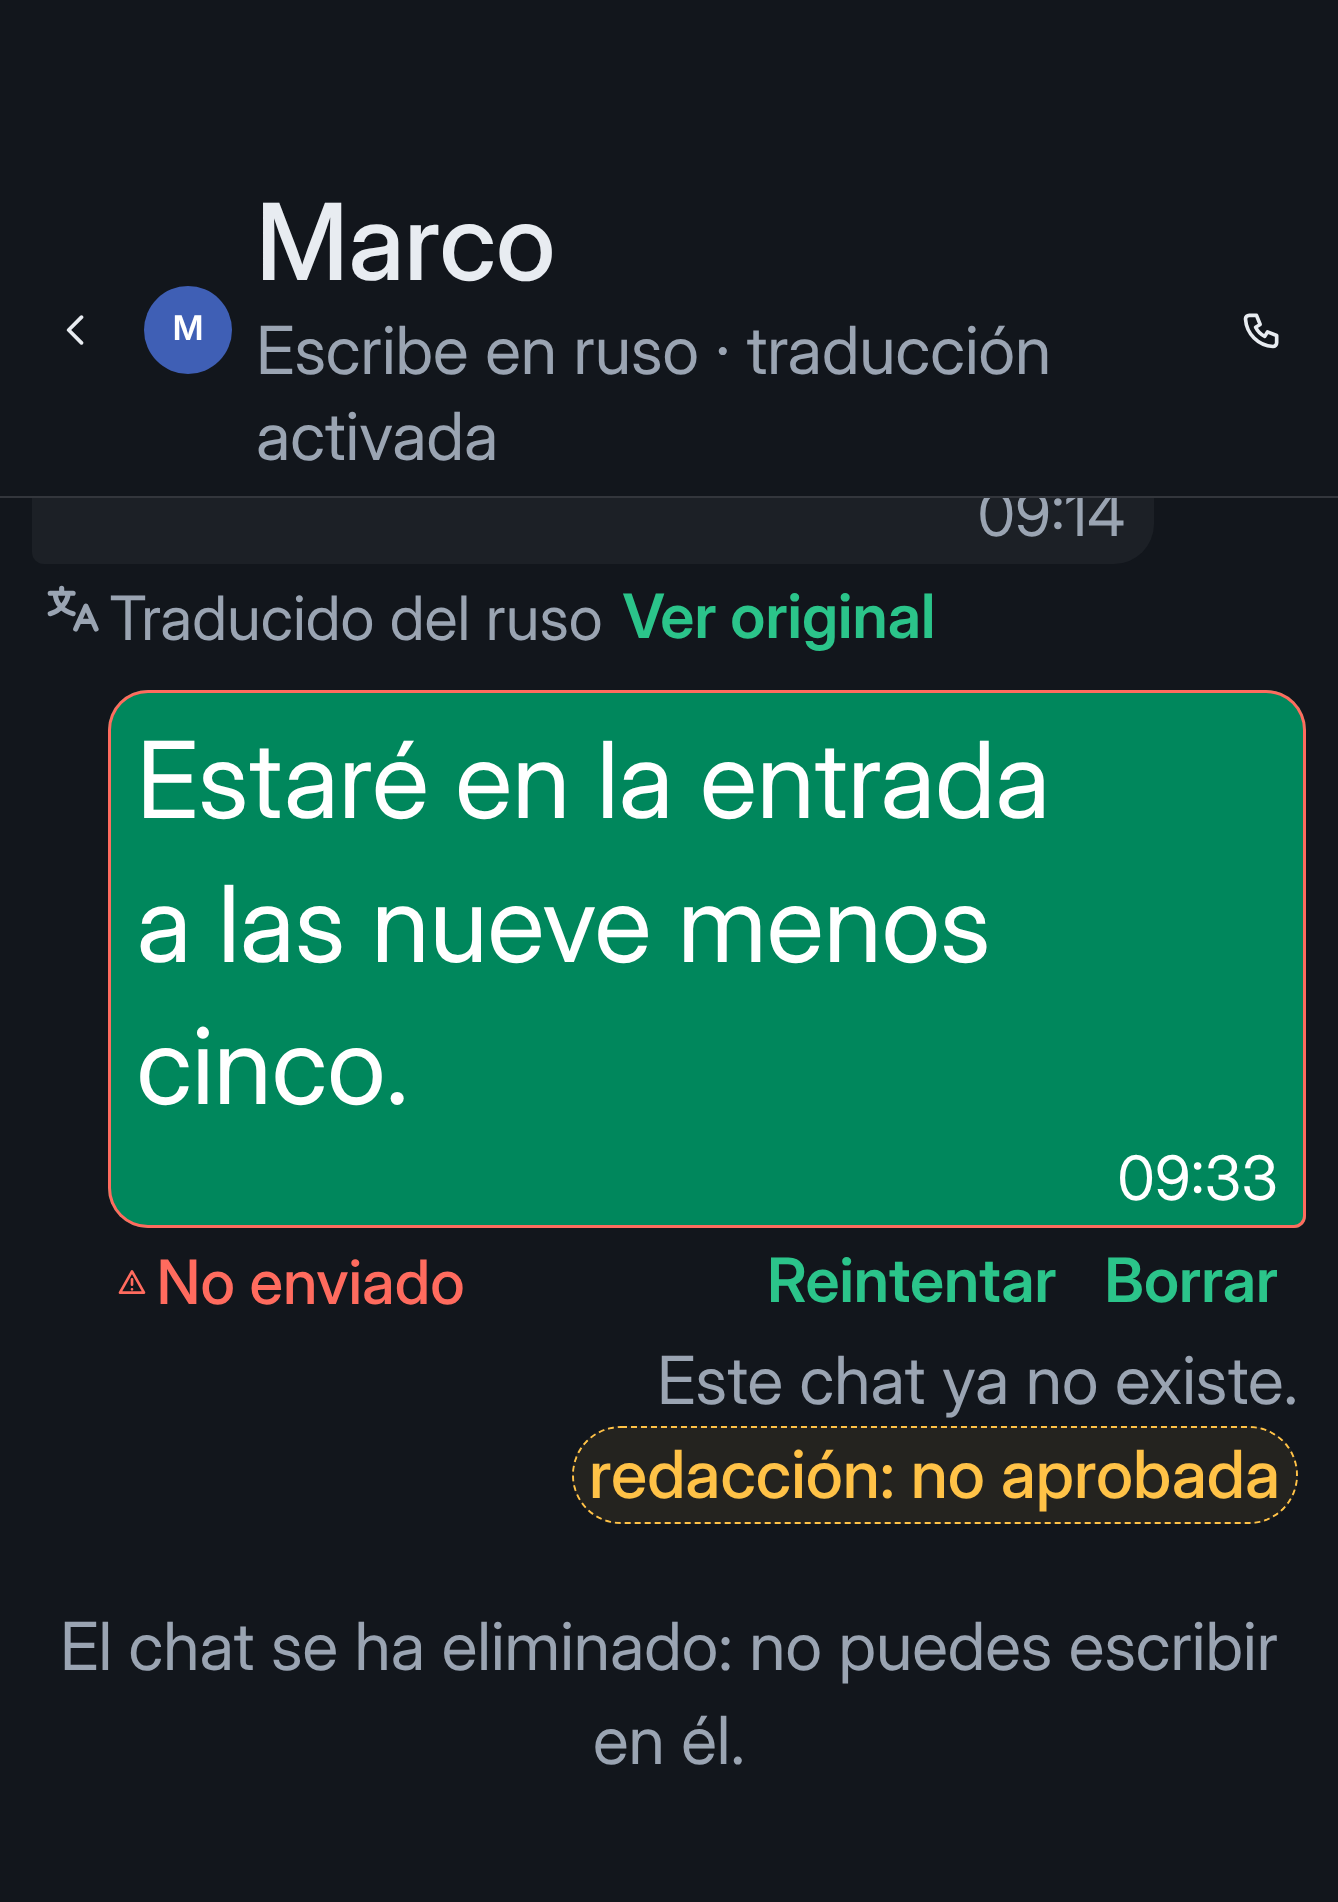 Marco
M
Escribe en ruso · traducción
activada
09:14
Traducido del ruso Ver original
Estaré en la entrada
a las nueve menos
cinco.
09:33
No enviado Reintentar Borrar
Este chat ya no existe.
redacción: no aprobada
El chat se ha eliminado: no puedes escribir
en él.